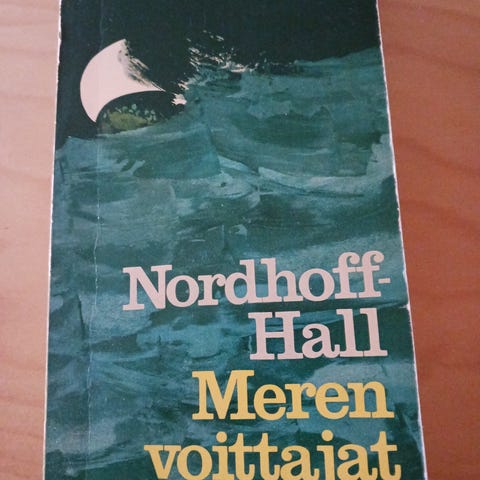 Nordhoff-
Hall
Meren
voittajat